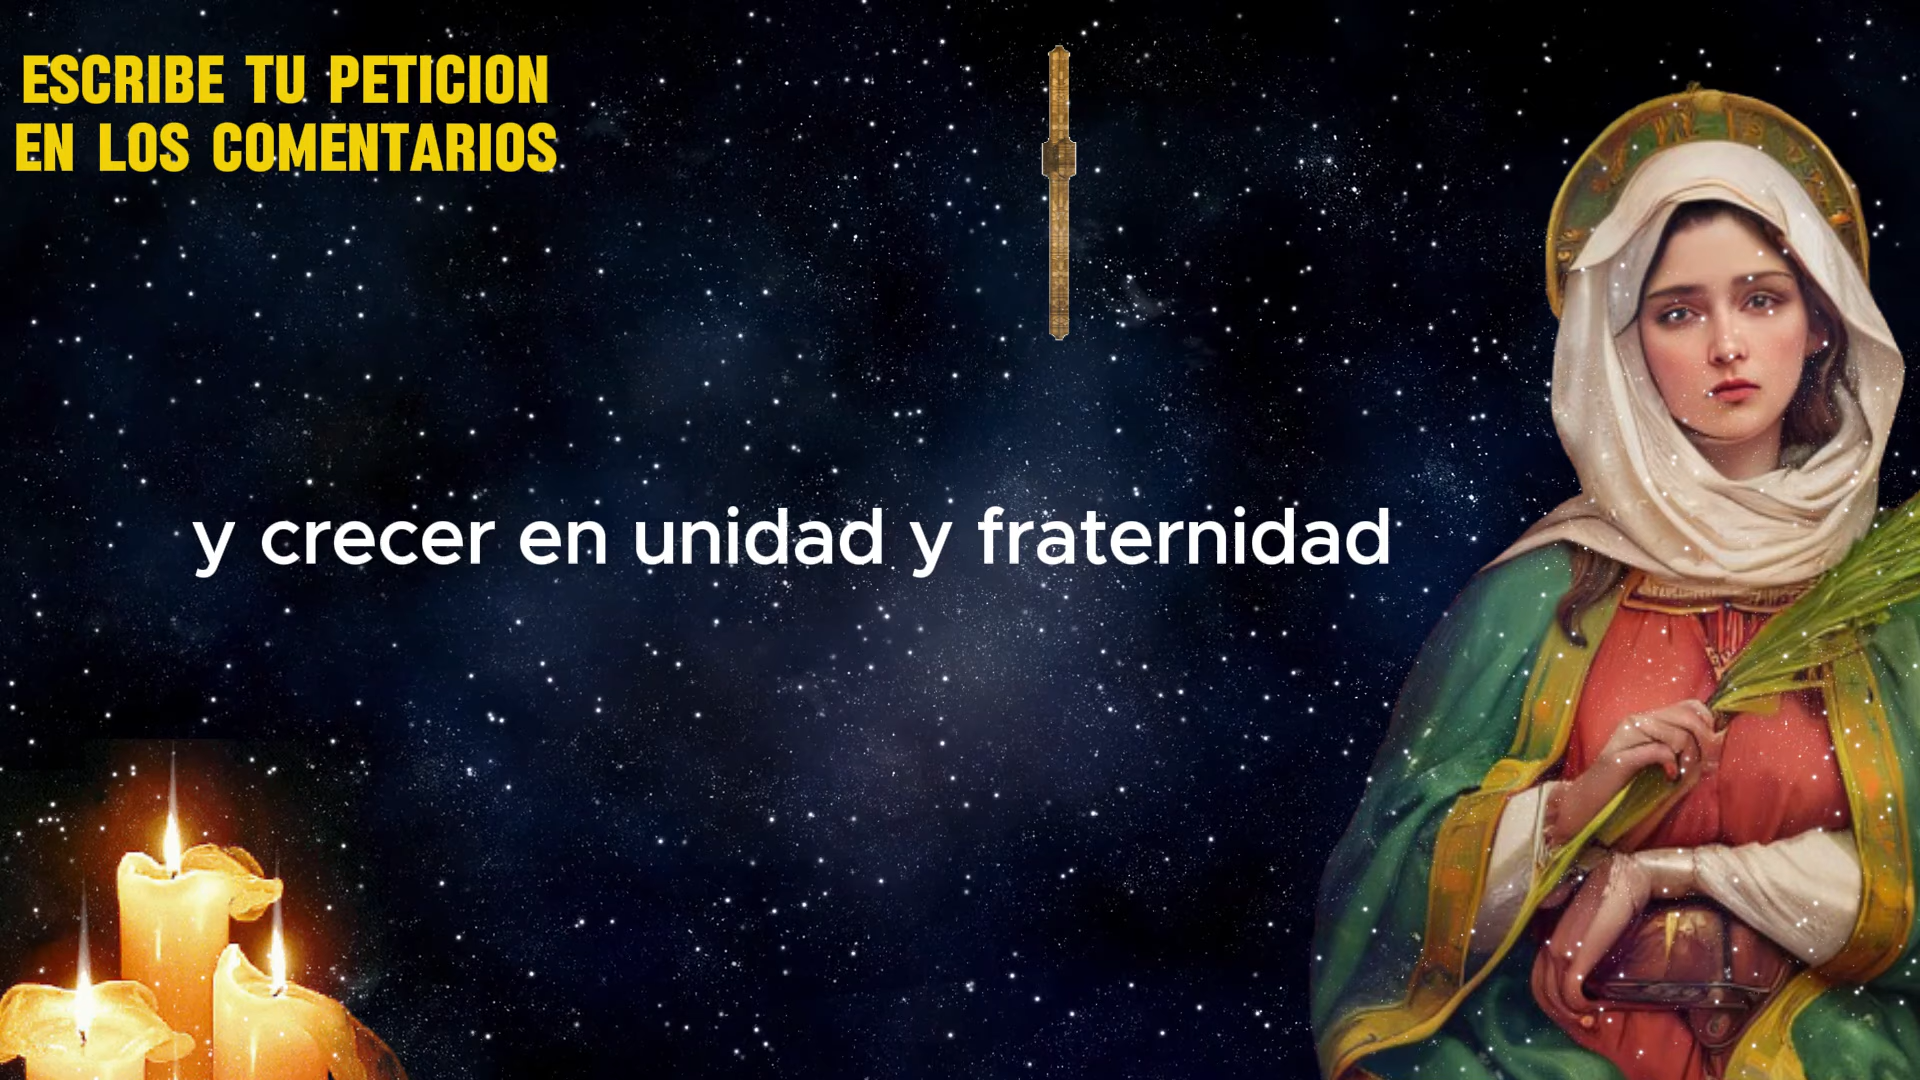 ESCRIBE TU PETICION
EN LOS COMENTARIOS
y crecer en unidad y fraternidad